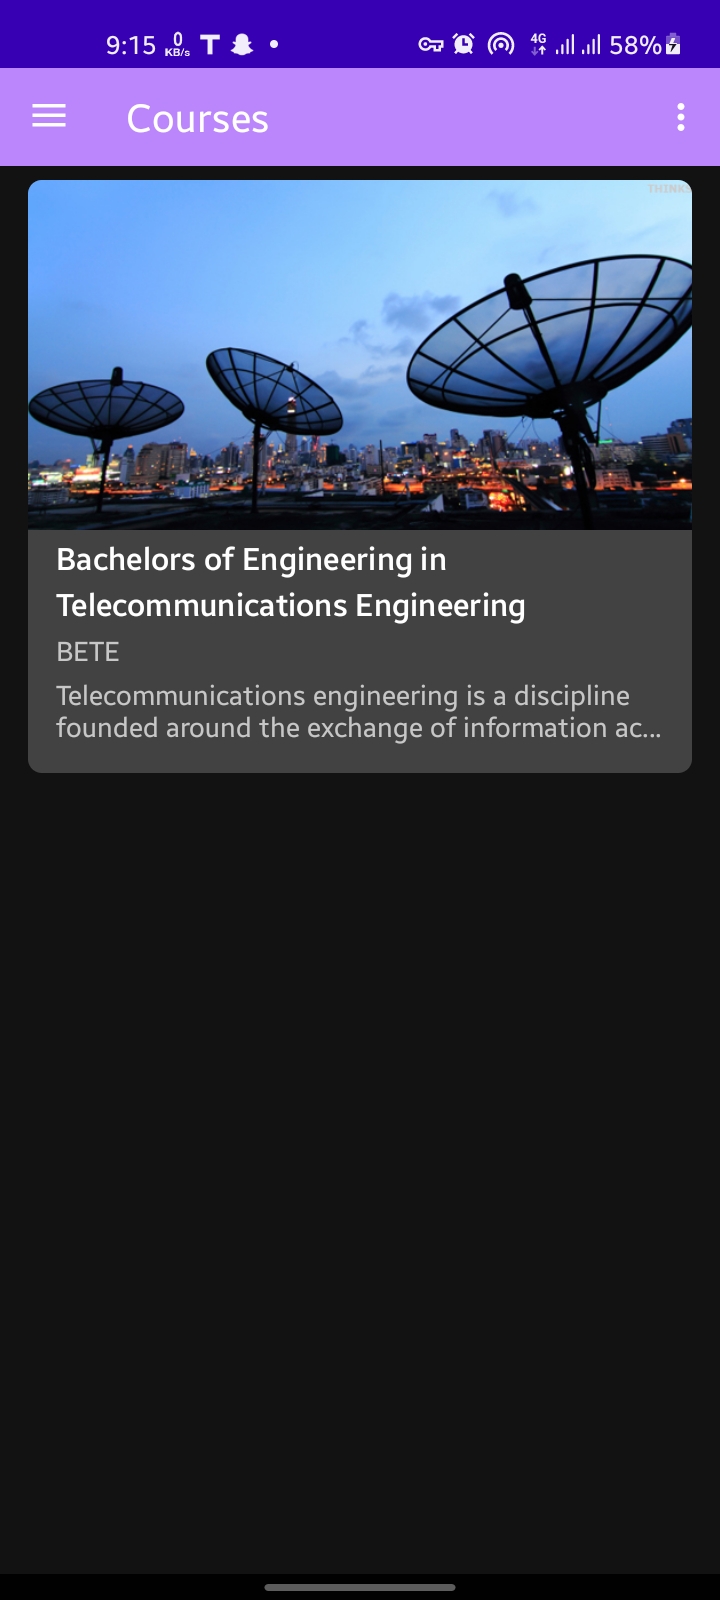 9:15 0 KB/s T 4G 58%
Courses
THINKS
Bachelors of Engineering in
Telecommunications Engineering
BETE
Telecommunications engineering is a discipline
founded around the exchange of information ac...